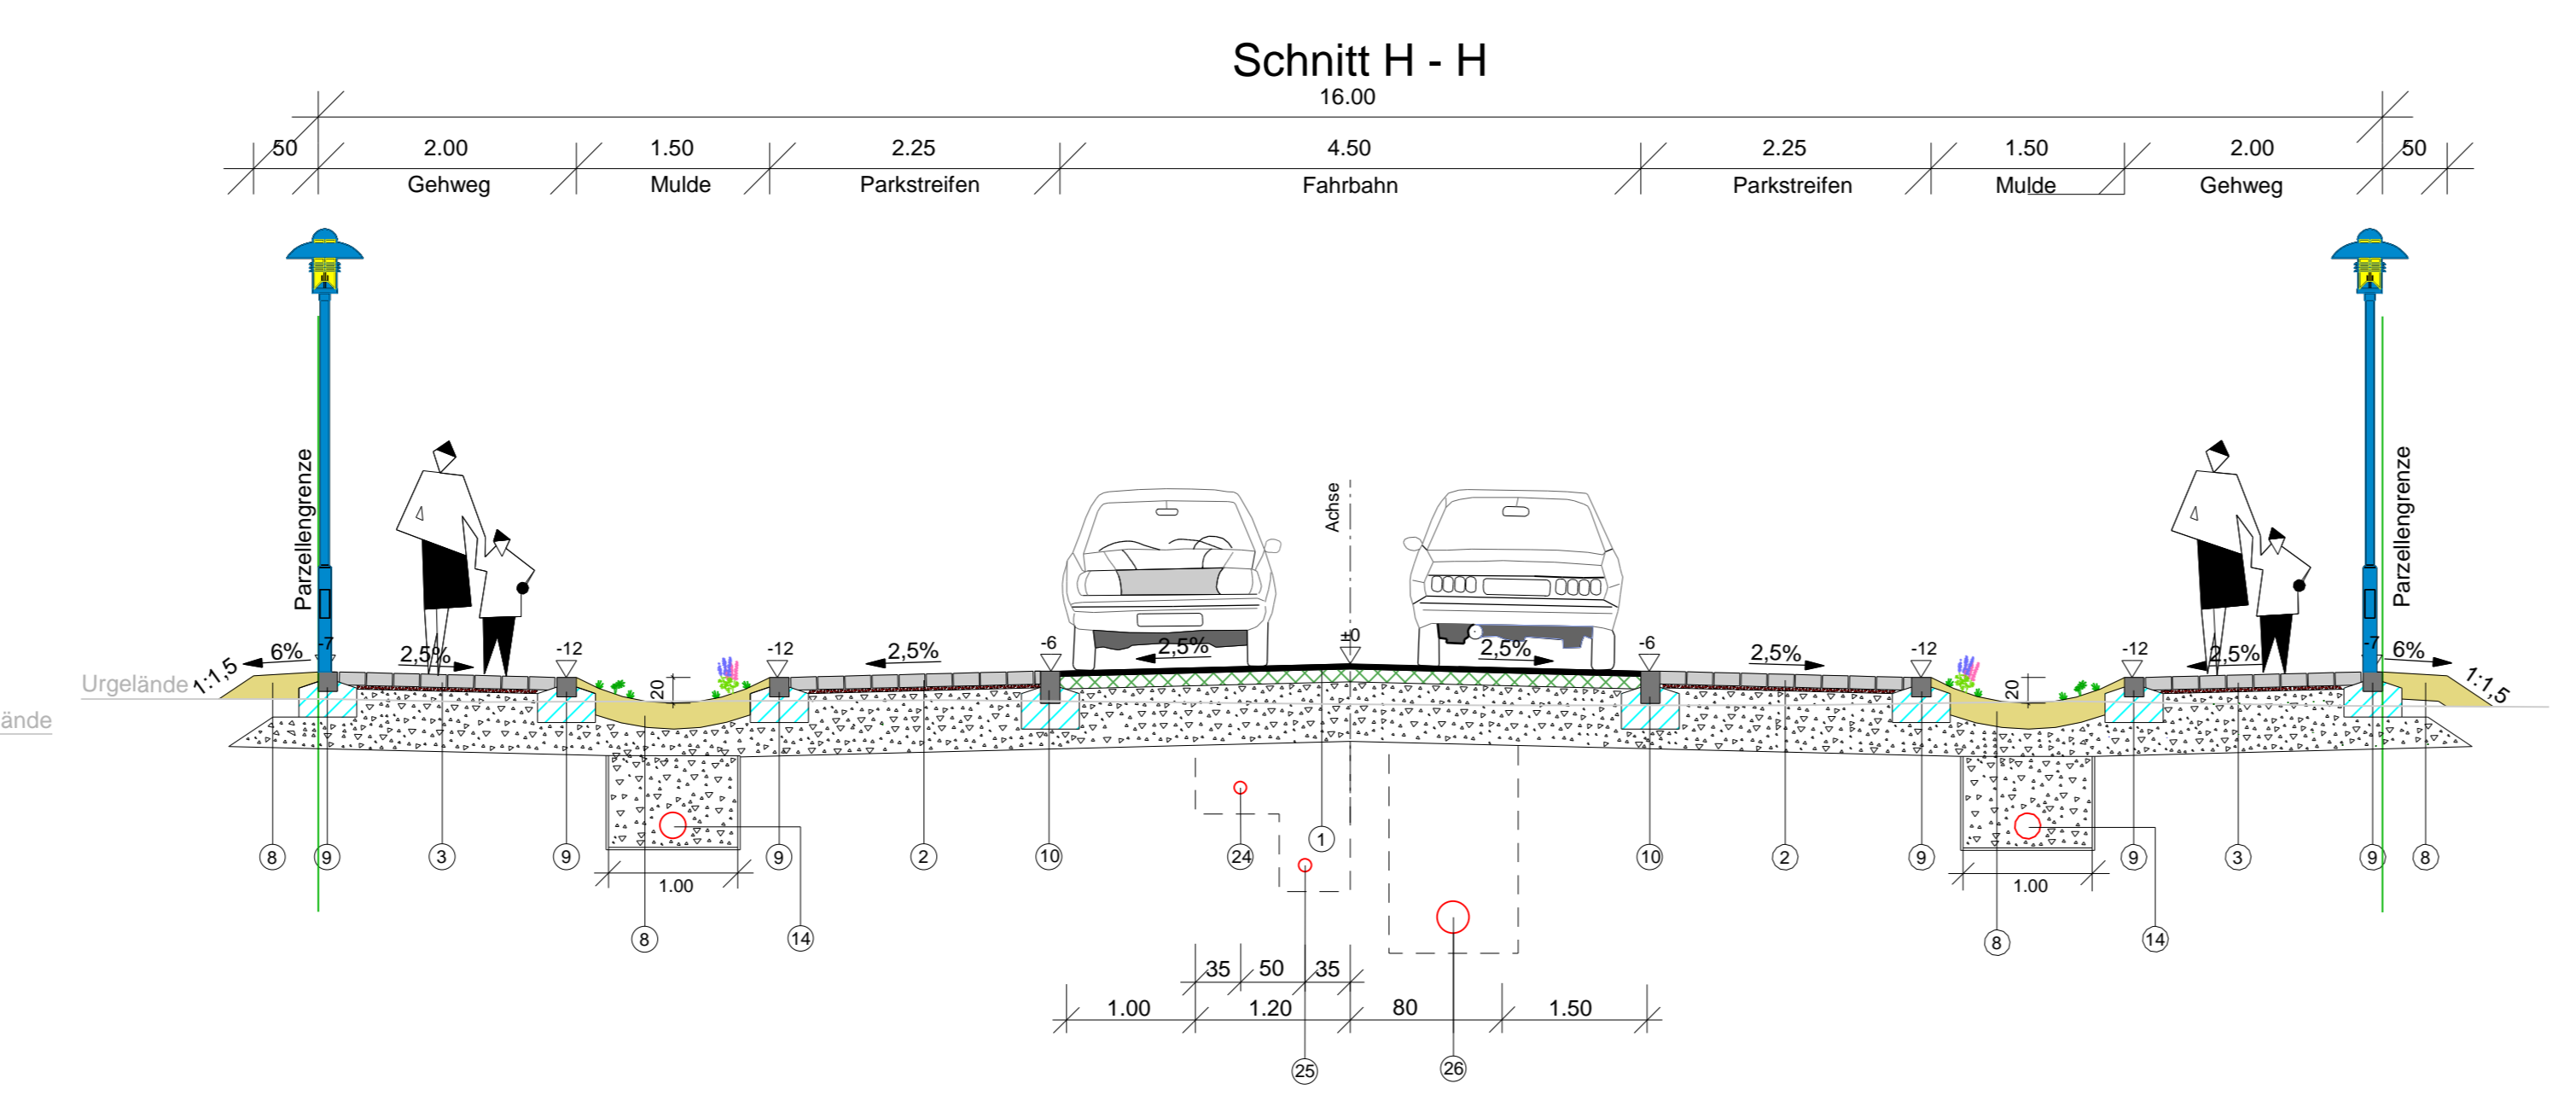 Schnitt H - H
16.00
50 2.00 1.50 2.25 4.50 2.25 1.50 2.00 50
Gehweg Mulde Parkstreifen Fahrbahn Parkstreifen Mulde Gehweg
Parzellengrenze
Achse
Parzellengrenze
Urgelände 1:1,5 6% -7 2,5% -12 20 -12 2,5% -6 2,5% ±0 2,5% -6 2,5% -12 20 -12 2,5% -7 6% 1:1,5
ände
8 9 3 9 9 2 10 24 1 10 2 9 9 3 9 8
1.00 1.00
8 14 8 14
35 50 35
1.00 1.20 80 1.50
25 26